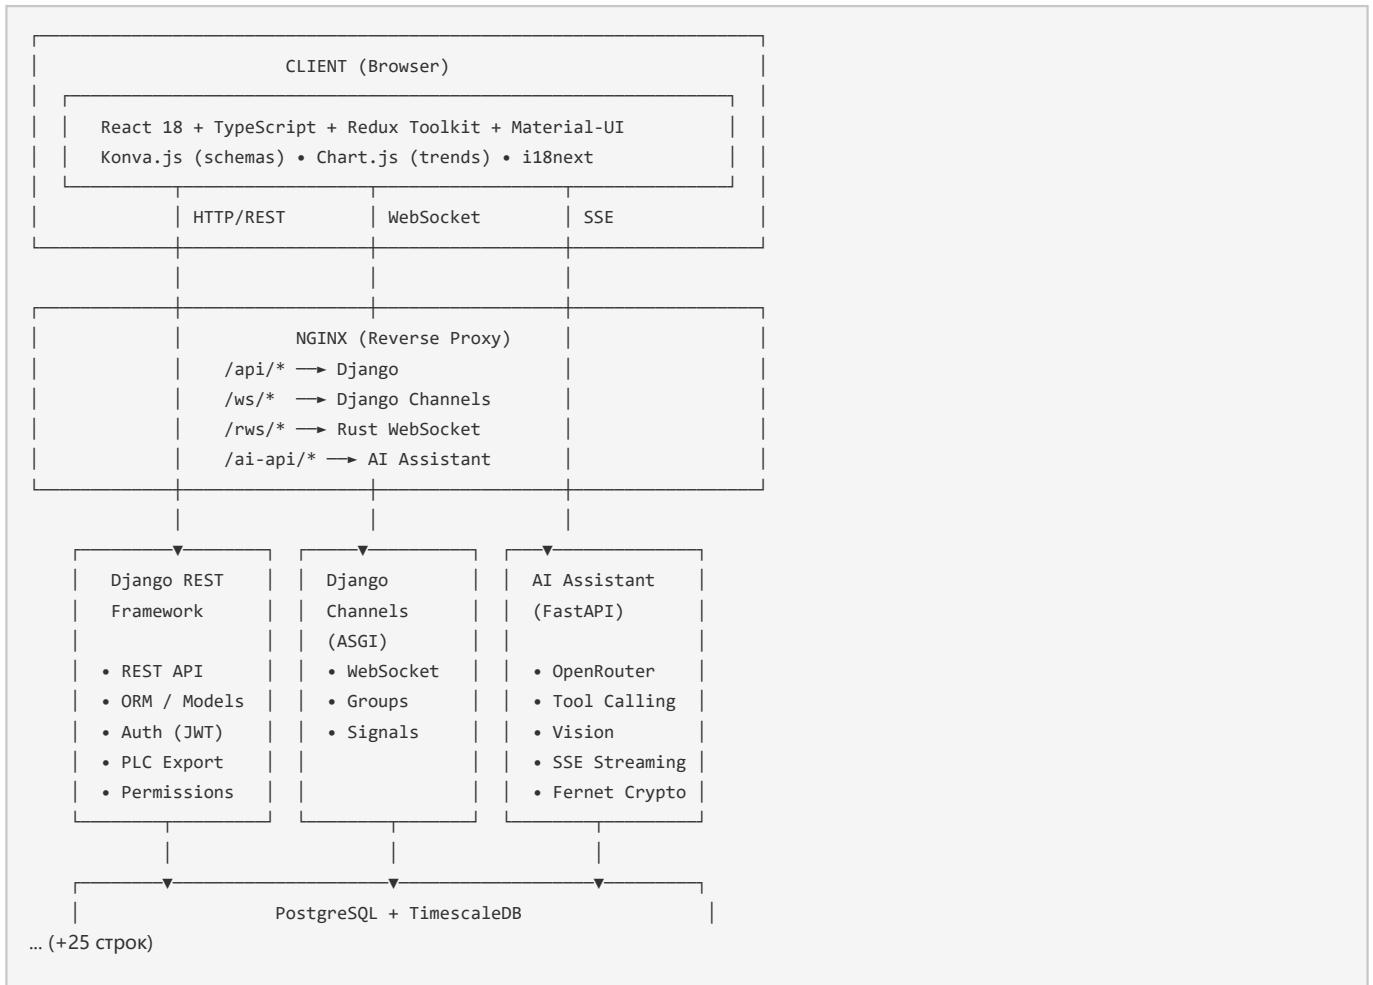 CLIENT (Browser)
React 18 + TypeScript + Redux Toolkit + Material-UI
Konva.js (schemas) • Chart.js (trends) • i18next
HTTP/REST WebSocket SSE
NGINX (Reverse Proxy)
/api/* ──► Django
/ws/* ──► Django Channels
/rws/* ──► Rust WebSocket
/ai-api/* ──► AI Assistant
Django REST Django AI Assistant
Framework Channels (FastAPI)
(ASGI)
• REST API • WebSocket • OpenRouter
• ORM / Models • Groups • Tool Calling
• Auth (JWT) • Signals • Vision
• PLC Export • SSE Streaming
• Permissions • Fernet Crypto
PostgreSQL + TimescaleDB
... (+25 строк)